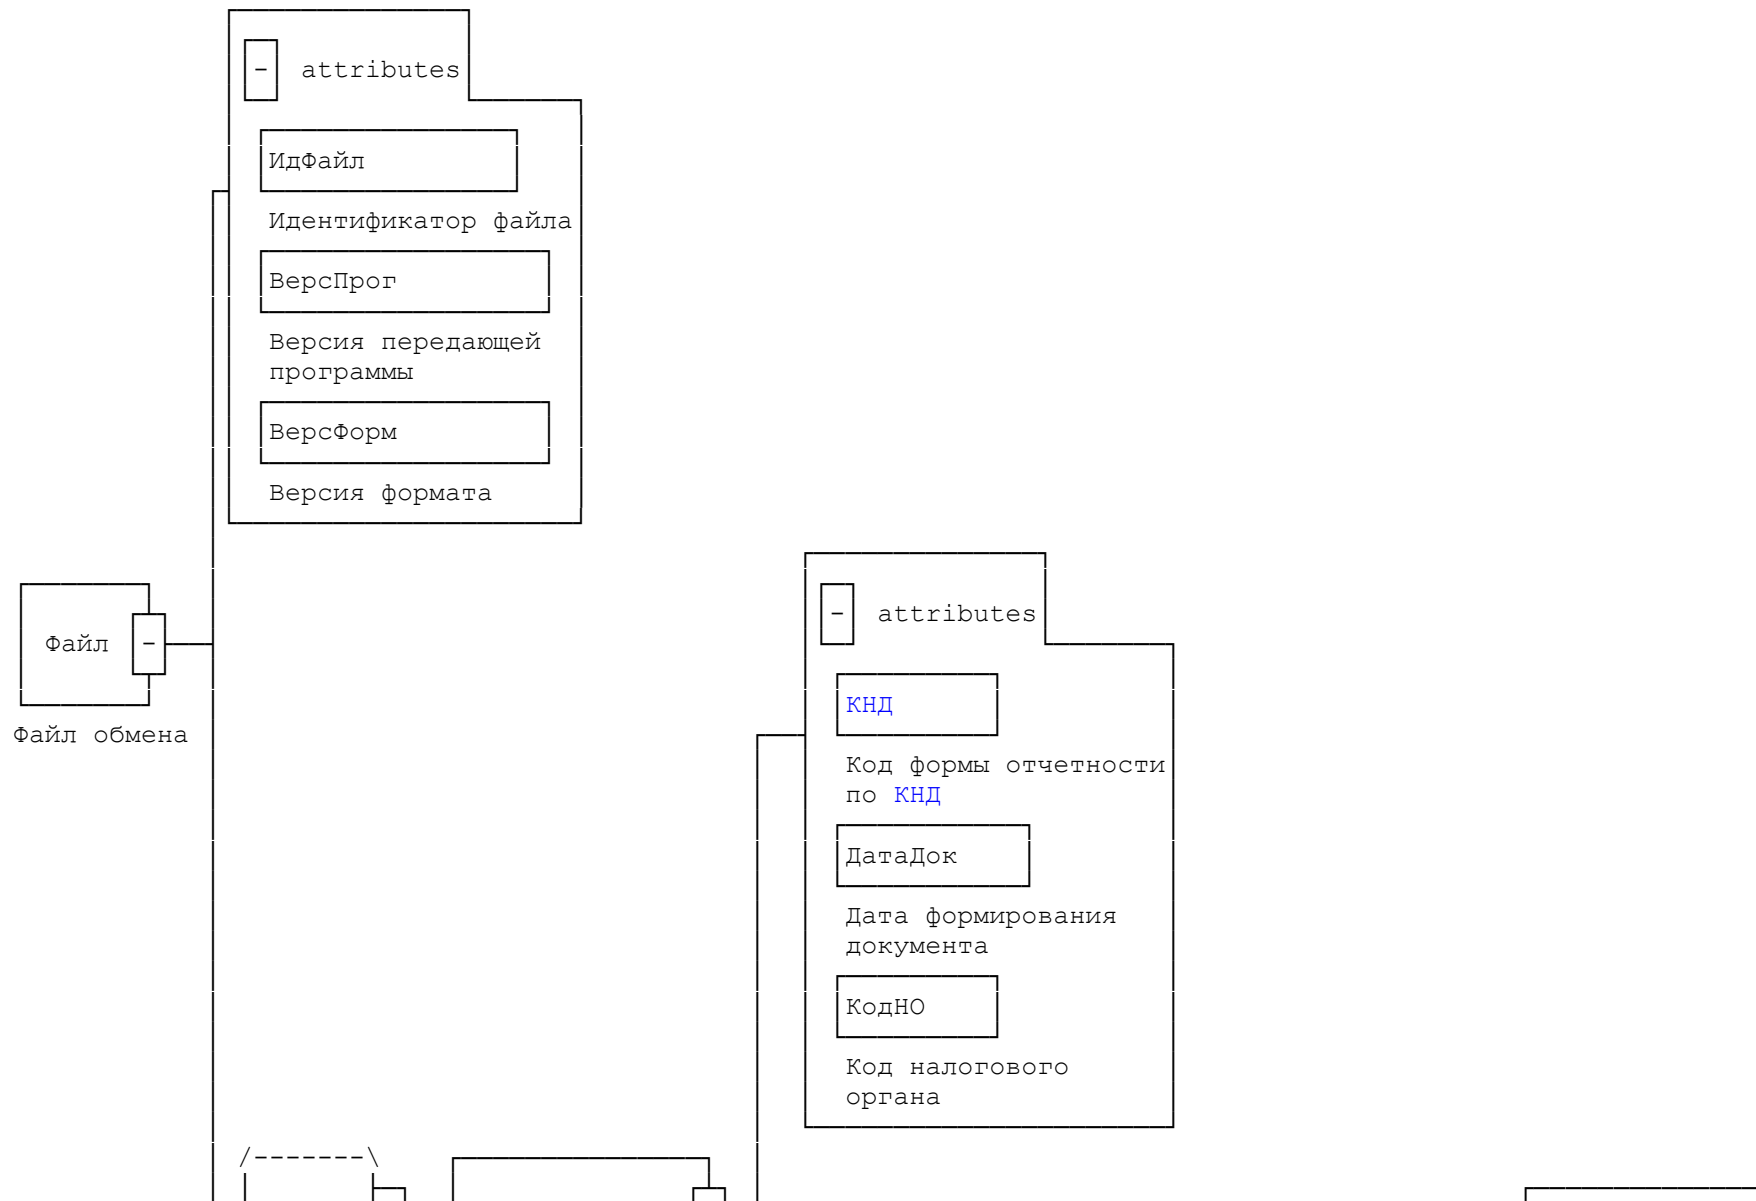 - attributes
ИдФайл
Идентификатор файла
ВерсПрог
Версия передающей
программы
ВерсФорм
Версия формата
Файл -
Файл обмена
- attributes
КНД
Код формы отчетности
по КНД
ДатаДок
Дата формирования
документа
КодНО
Код налогового
органа